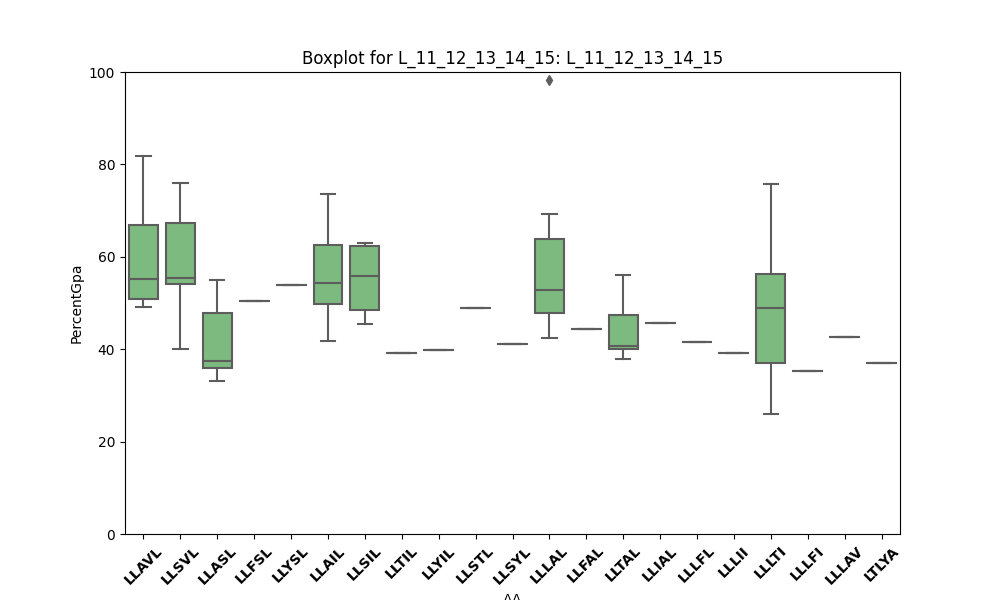 Boxplot for L_11_12_13_14_15: L_11_12_13_14_15
100
80
60
40
20
0
PercentGpa
LLAVL LLSVL LLASL LLFSL LLYSL LLAIL LLSIL LLTIL LLYIL LLSTL LLSYL LLLAL LLFAL LLTAL LLIAL LLLFL LLLII LLLTI LLLFI LLLAV LTLYA
AA